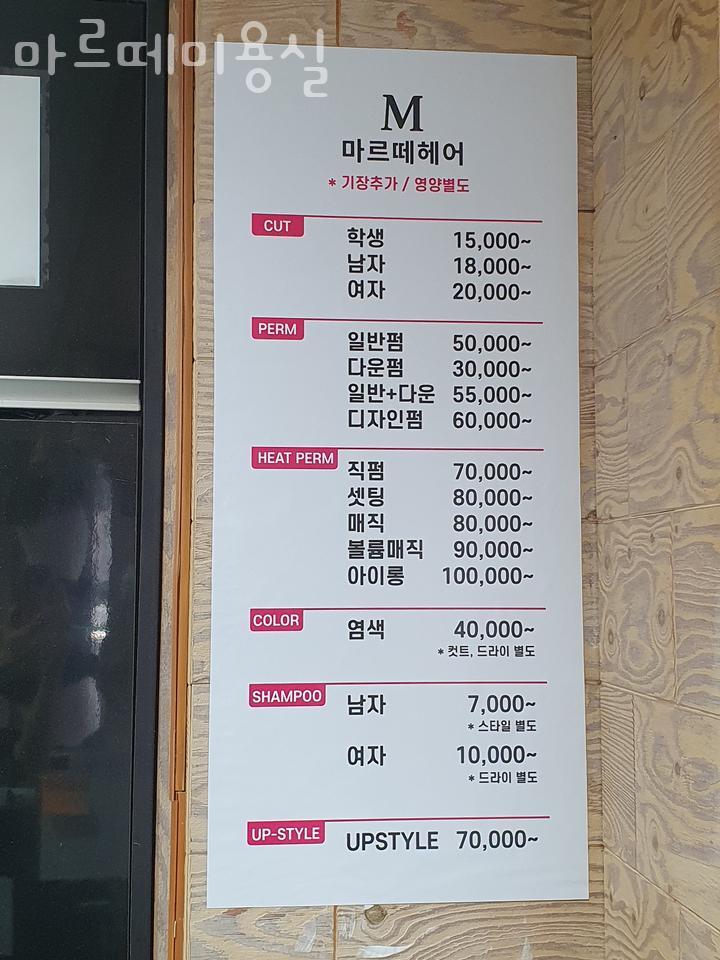 마르떼미용실
M
마르떼헤어
* 기장추가 / 영양별도
CUT
학생 15,000~
남자 18,000~
여자 20,000~
PERM
일반펌 50,000~
다운펌 30,000~
일반+다운 55,000~
디자인펌 60,000~
HEAT PERM
직펌 70,000~
셋팅 80,000~
매직 80,000~
볼륨매직 90,000~
아이롱 100,000~
COLOR
염색 40,000~
* 컷트, 드라이 별도
SHAMPOO
남자 7,000~
* 스타일 별도
여자 10,000~
* 드라이 별도
UP-STYLE
UPSTYLE 70,000~